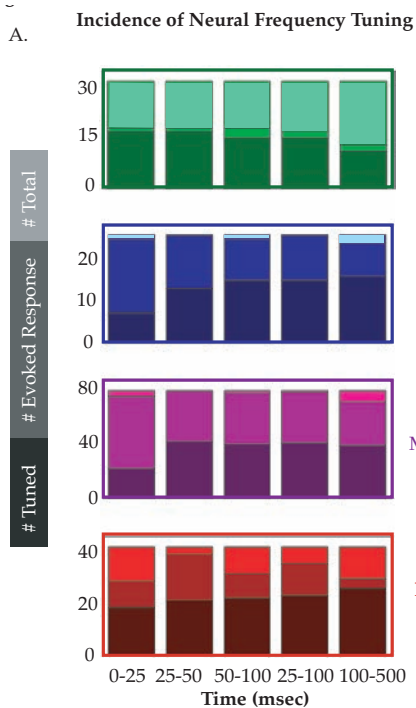 Incidence of Neural Frequency Tuning
A.
# Total
# Evoked Response
# Tuned
30
15
0
20
10
0
80
40
0
40
20
0
0-25 25-50 50-100 25-100 100-500
Time (msec)